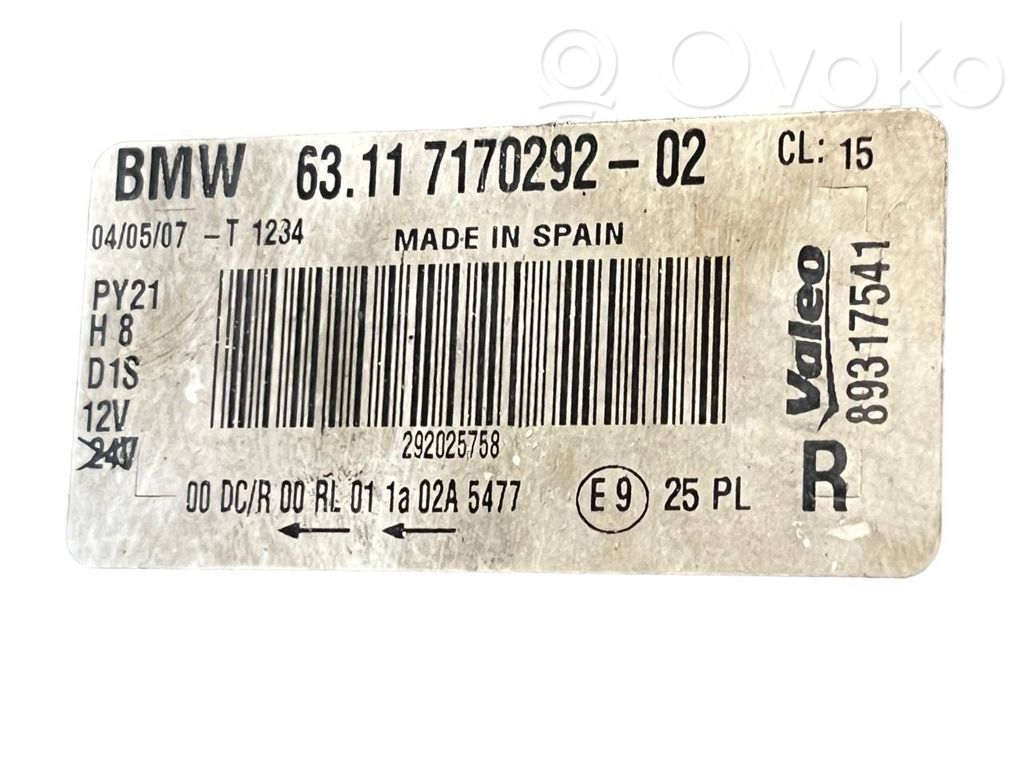 Ovoko
BMW 63.11 7170292-02 CL: 15
04/05/07 -T 1234 MADE IN SPAIN
PY21
H 8
D1S
12V
24V
292025758
00 DC/R 00 RL 01 1a 02A 5477 E 9 25 PL
Valeo
89317541
R